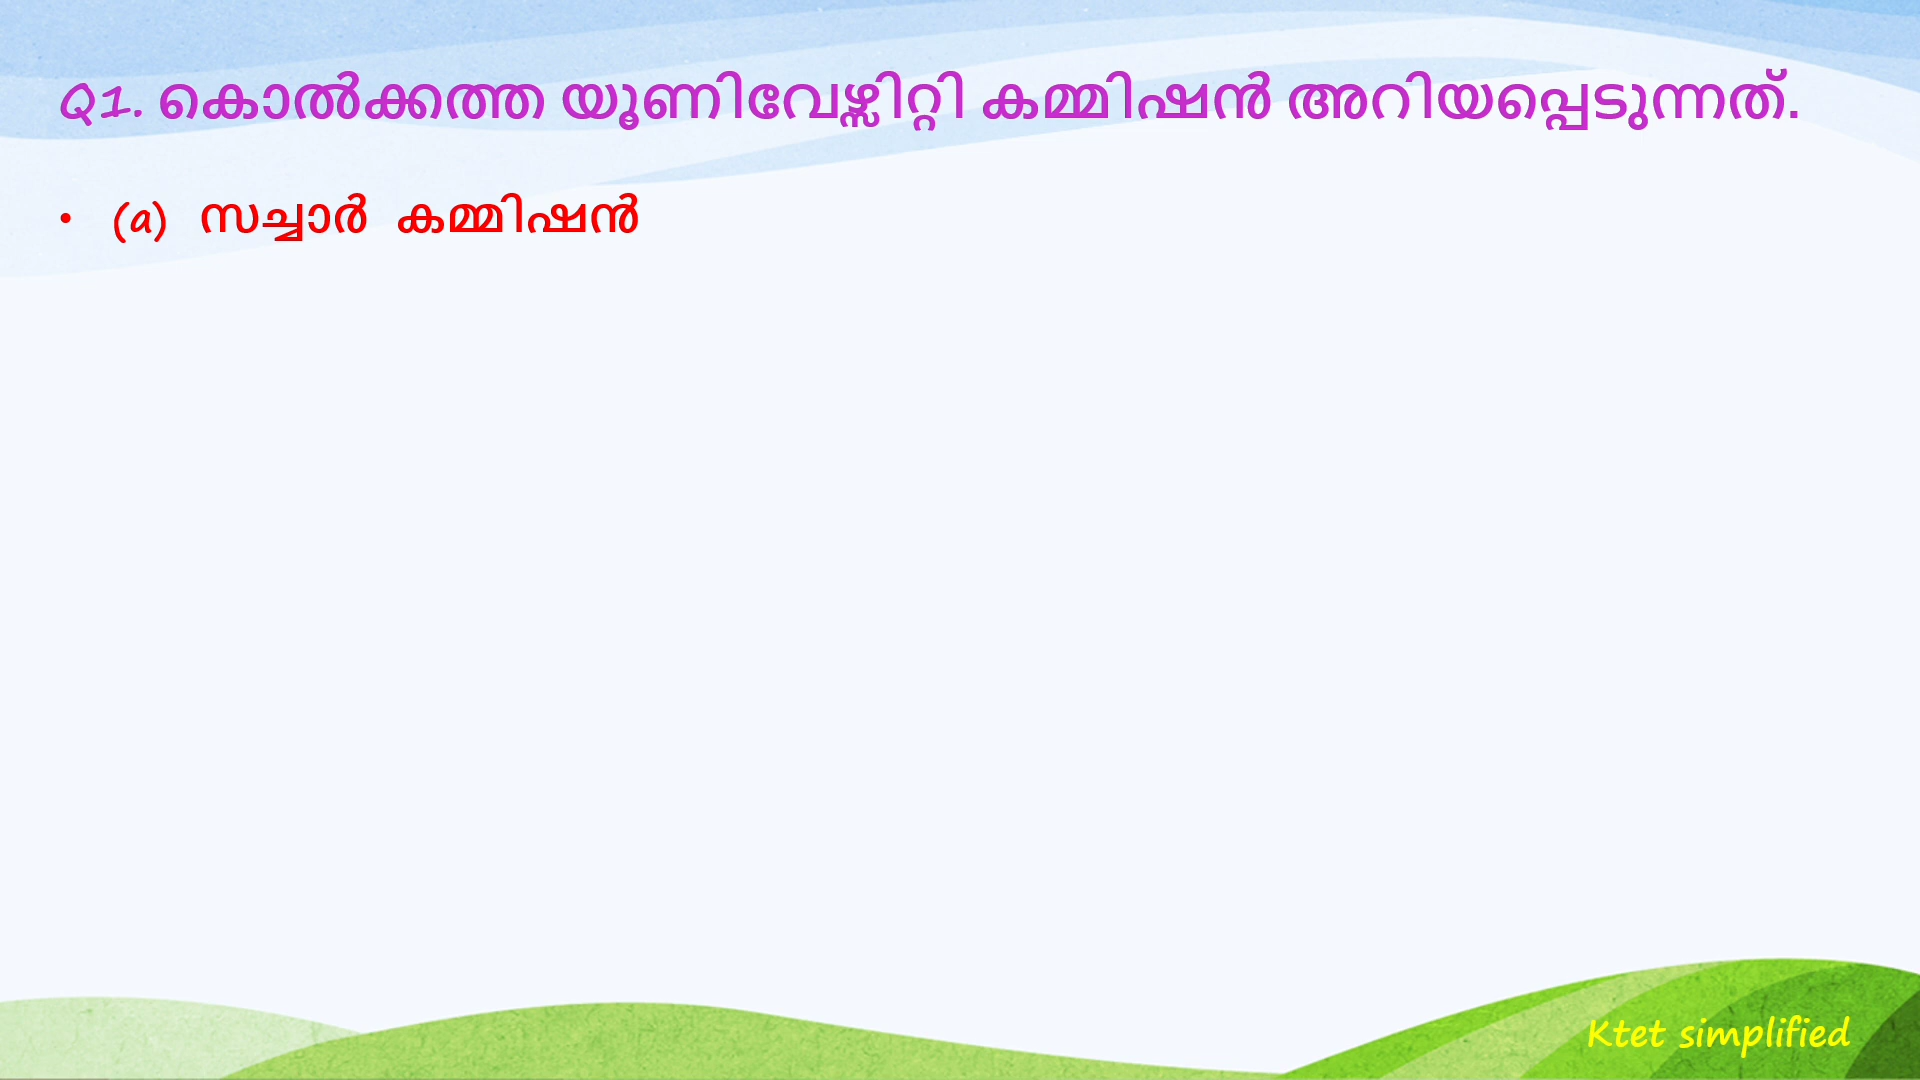 Q1. കൊൽക്കത്ത യൂണിവേഴ്സിറ്റി കമ്മിഷൻ അറിയപ്പെടുന്നത്.
• (a) സച്ചാർ കമ്മിഷൻ
Ktet simplified